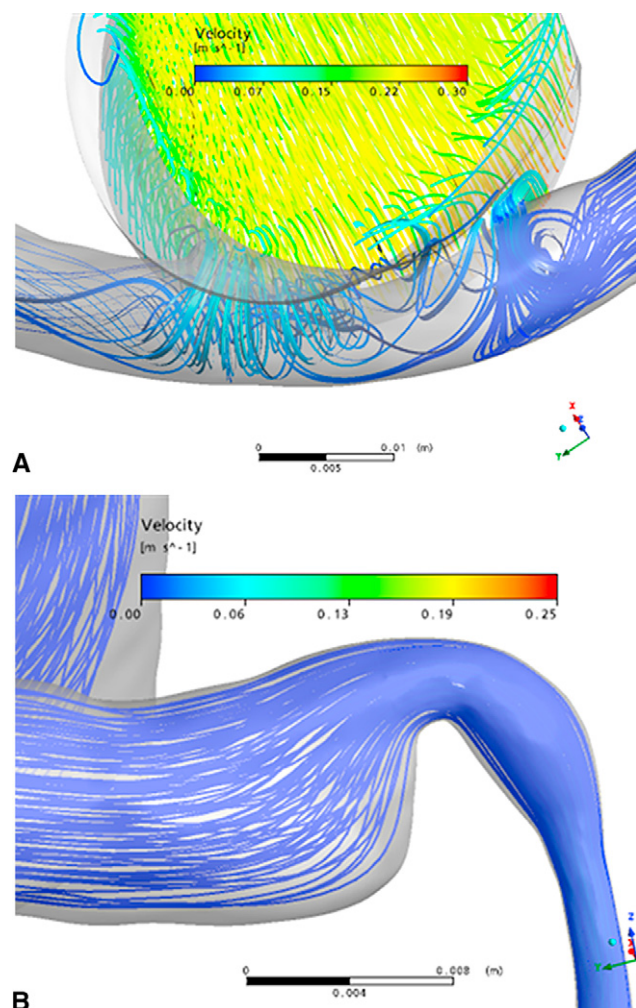 Velocity
[m s^-1]
0.00 0.07 0.15 0.22 0.30
X
Z
Y
0 0.01 (m)
0.005
A
Velocity
[m s^-1]
0.00 0.06 0.13 0.19 0.25
Z
Y
0 0.008 (m)
0.004
B